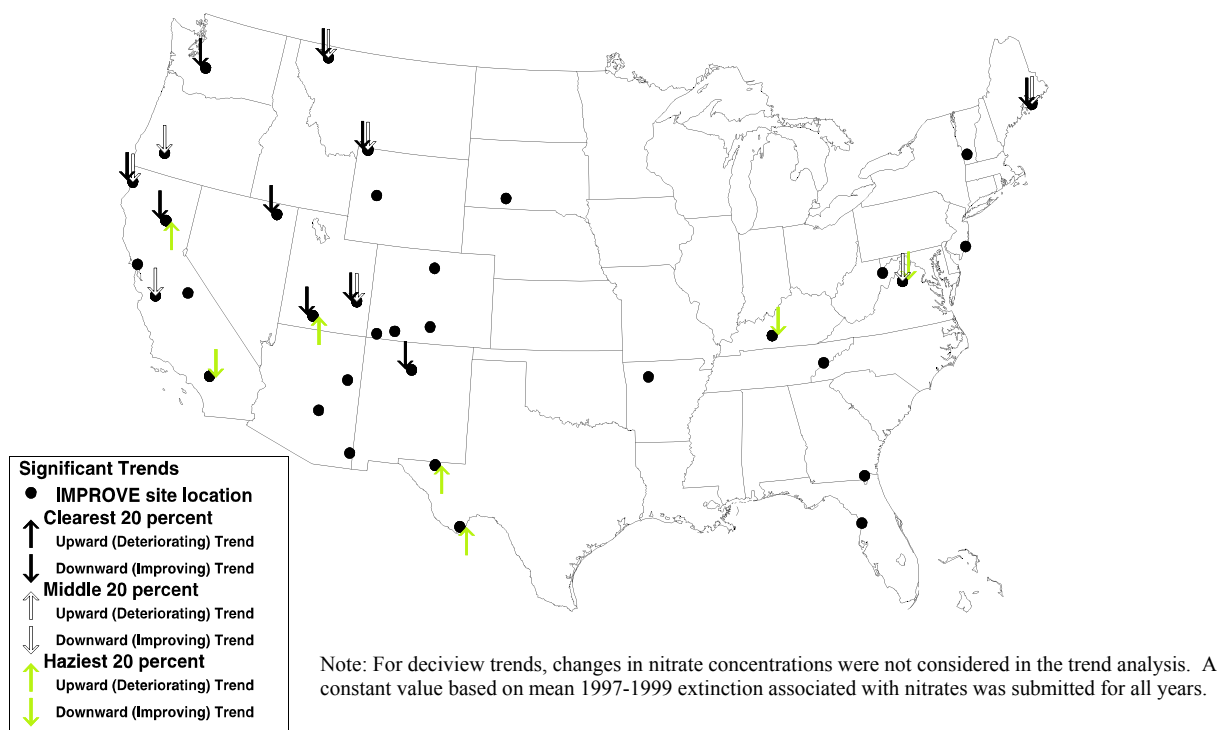 Significant Trends
IMPROVE site location
Clearest 20 percent
Upward (Deteriorating) Trend
Downward (Improving) Trend
Middle 20 percent
Upward (Deteriorating) Trend
Downward (Improving) Trend
Haziest 20 percent
Upward (Deteriorating) Trend
Downward (Improving) Trend
Note: For deciview trends, changes in nitrate concentrations were not considered in the trend analysis. A
constant value based on mean 1997-1999 extinction associated with nitrates was submitted for all years.